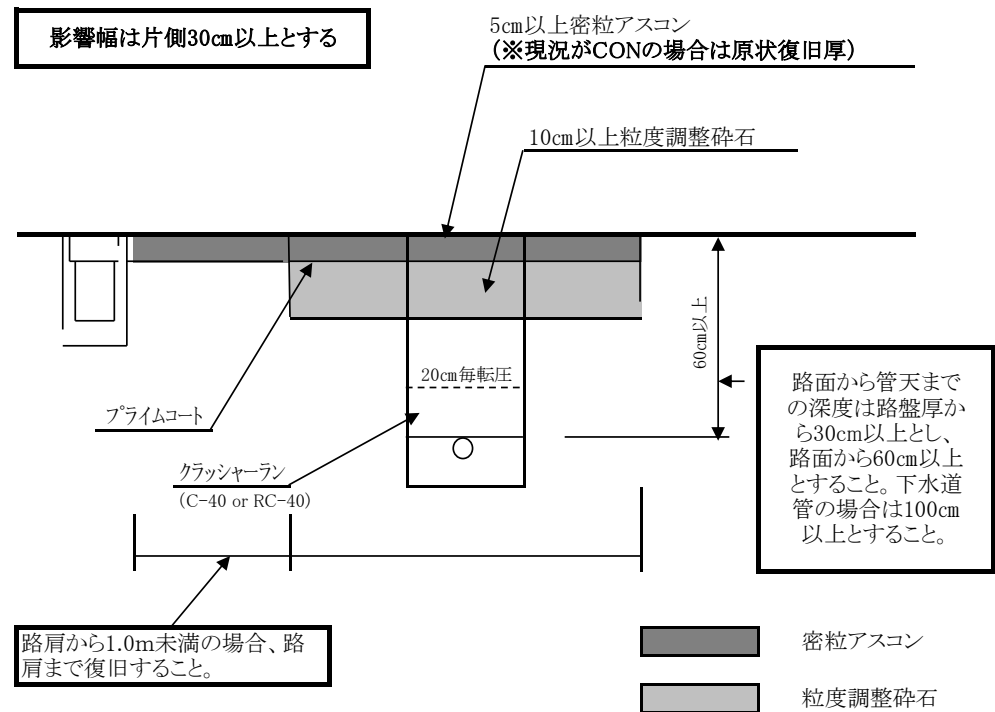 影響幅は片側30㎝以上とする
5㎝以上密粒アスコン
(※現況がCONの場合は原状復旧厚)
10㎝以上粒度調整砕石
60㎝以上
20㎝毎転圧
路面から管天まで
の深度は路盤厚か
ら30cm以上とし、
路面から60㎝以上
とすること。下水道
管の場合は100㎝
以上とすること。
プライムコート
クラッシャーラン
(C-40 or RC-40)
路肩から1.0m未満の場合、路
肩まで復旧すること。
密粒アスコン
粒度調整砕石